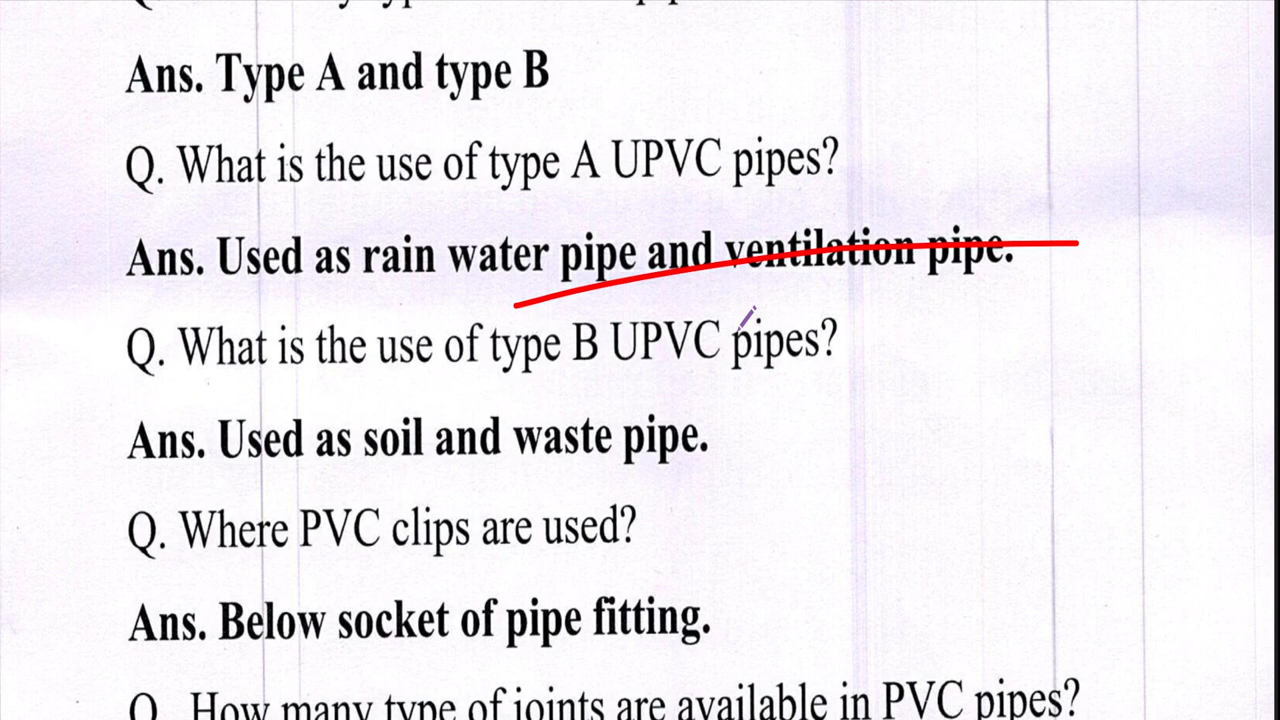 Ans. Type A and type B
Q. What is the use of type A UPVC pipes?
Ans. Used as rain water pipe and ventilation pipe.
Q. What is the use of type B UPVC pipes?
Ans. Used as soil and waste pipe.
Q. Where PVC clips are used?
Ans. Below socket of pipe fitting.
Q. How many type of joints are available in PVC pipes?